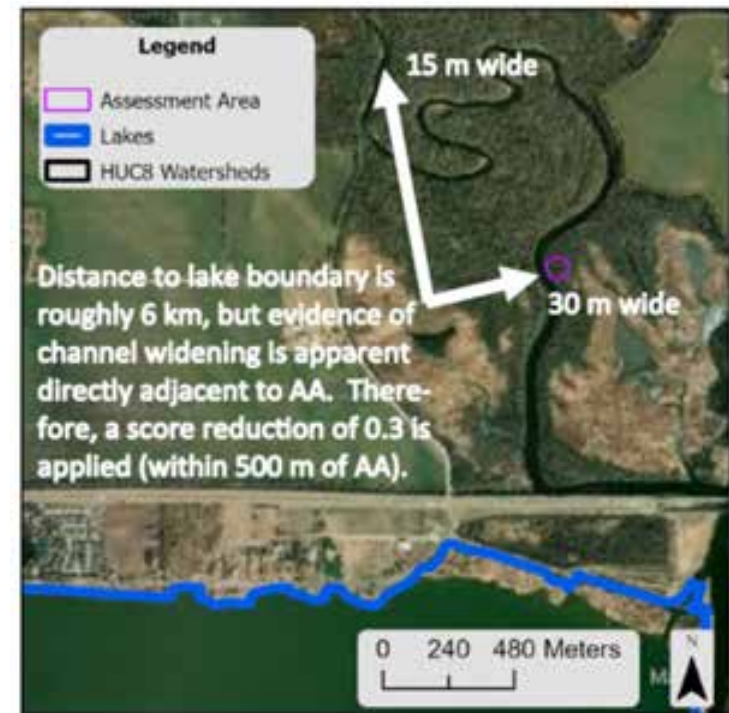 Legend
Assessment Area
Lakes
HUC8 Watersheds
15 m wide
30 m wide
Distance to lake boundary is
roughly 6 km, but evidence of
channel widening is apparent
directly adjacent to AA. There-
fore, a score reduction of 0.3 is
applied (within 500 m of AA).
0 240 480 Meters
N